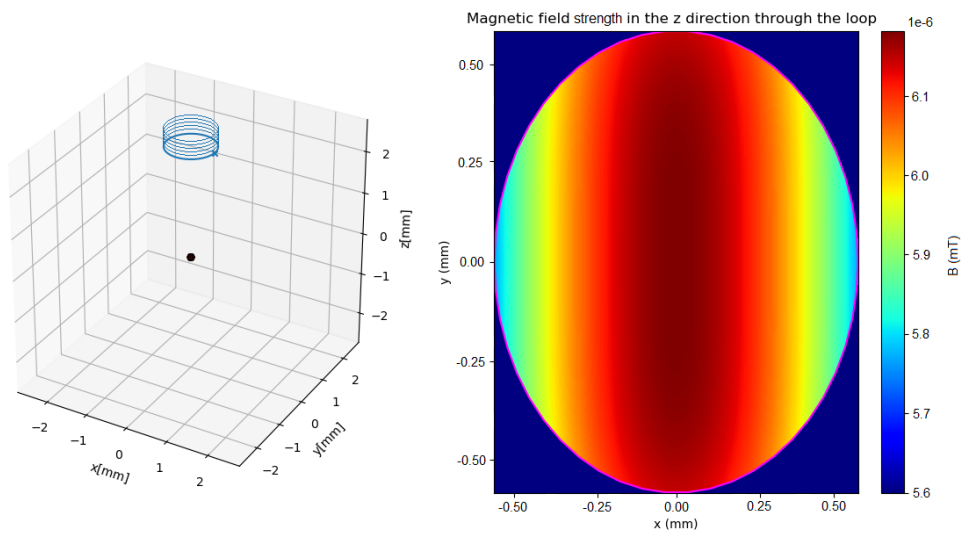 Magnetic field strength in the z direction through the loop
1e-6
2
1
0
−1
−2
z[mm]
−2
−1
0
1
2
x[mm]
−2
−1
0
1
2
y[mm]
0.50
0.25
0.00
-0.25
-0.50
y (mm)
-0.50 -0.25 0.00 0.25 0.50
x (mm)
6.1
6.0
5.9
5.8
5.7
5.6
B (mT)